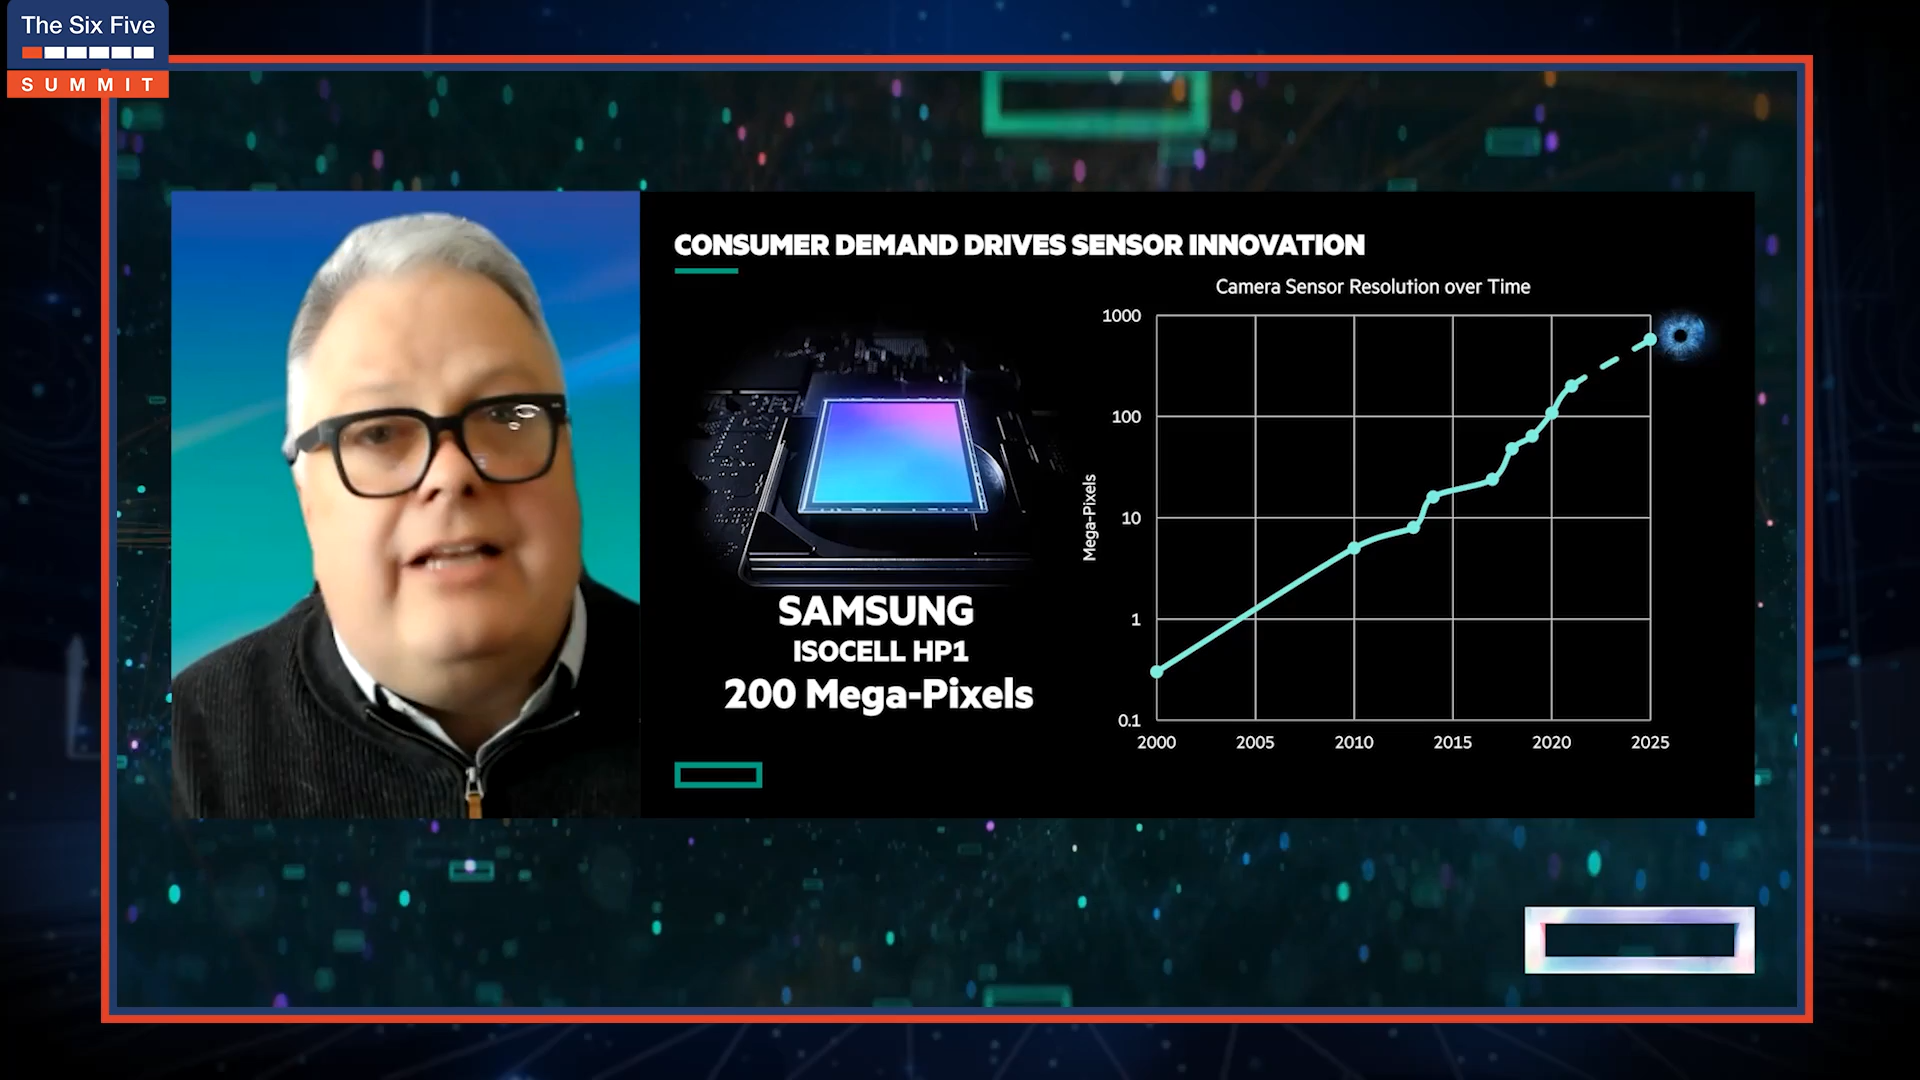 The Six Five
SUMMIT
CONSUMER DEMAND DRIVES SENSOR INNOVATION
SAMSUNG
ISOCELL HP1
200 Mega-Pixels
Camera Sensor Resolution over Time
Mega-Pixels
1000
100
10
1
0.1
2000 2005 2010 2015 2020 2025